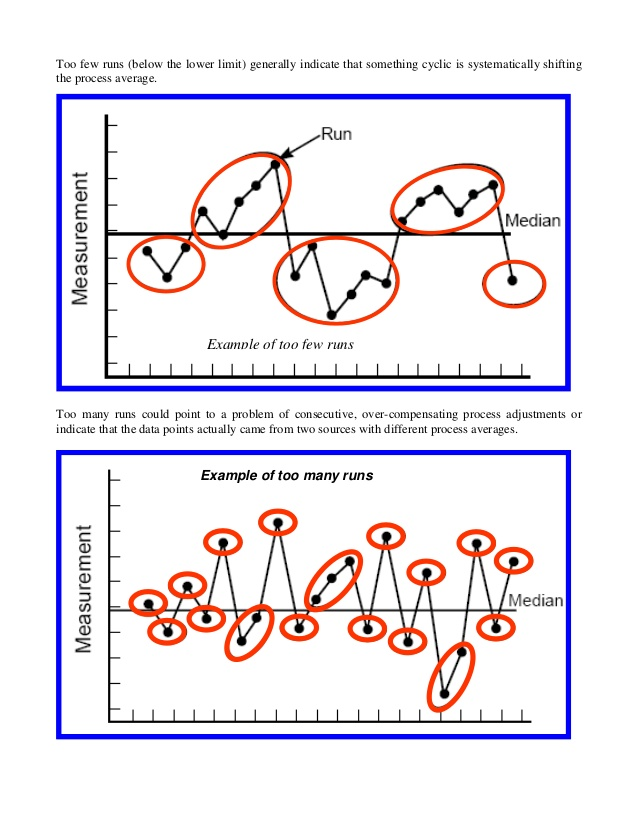 Too few runs (below the lower limit) generally indicate that something cyclic is systematically shifting
the process average.
Run
Measurement
Median
Example of too few runs
Too many runs could point to a problem of consecutive, over-compensating process adjustments or
indicate that the data points actually came from two sources with different process averages.
Example of too many runs
Measurement
Median